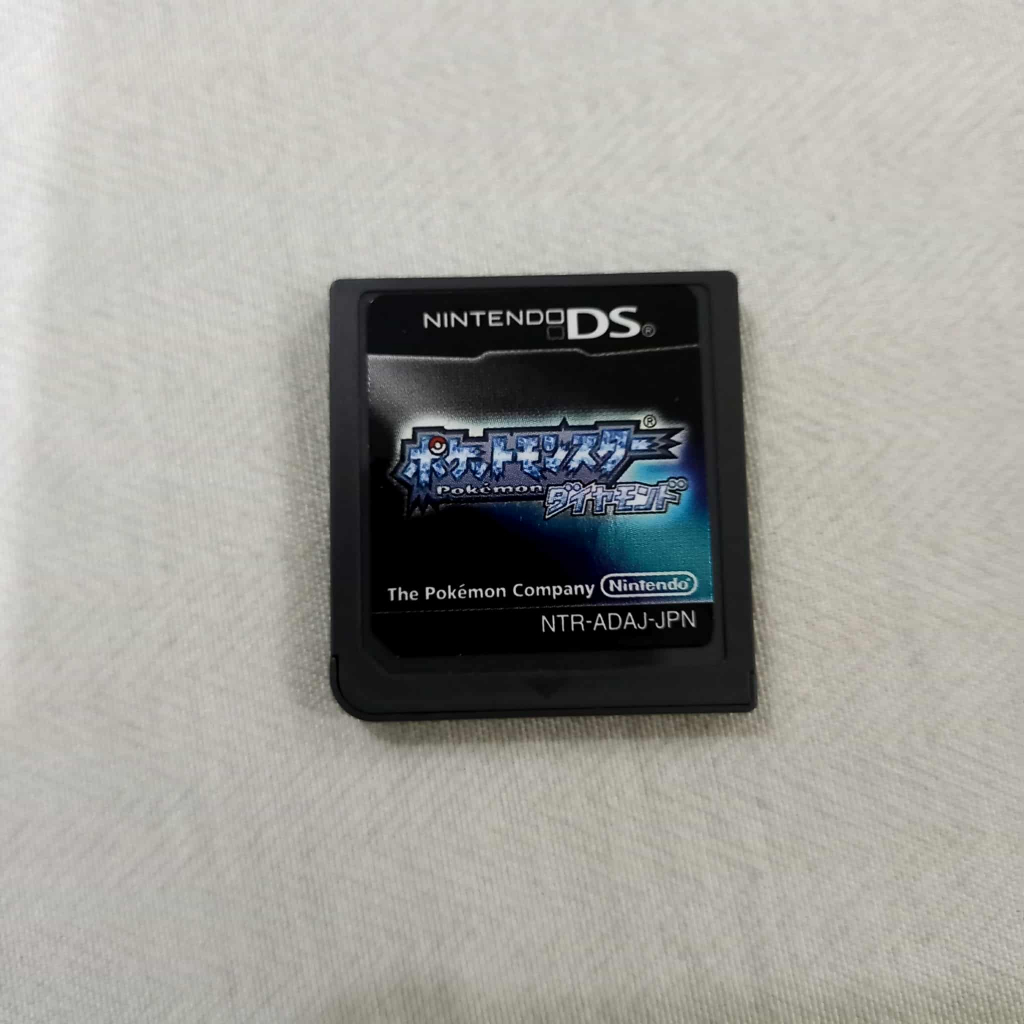 NINTENDO DS®
ポケットモンスター®
Pokémon ダイヤモンド
The Pokémon Company Nintendo®
NTR-ADAJ-JPN